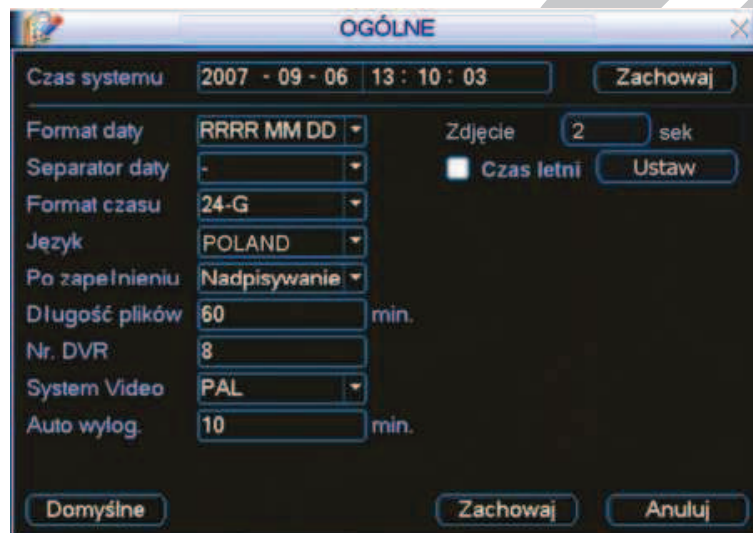 OGÓLNE
Czas systemu 2007 - 09 - 06 13 : 10 : 03 Zachowaj
Format daty RRRR MM DD Zdjęcie 2 sek
Separator daty - Czas letni Ustaw
Format czasu 24-G
Język POLAND
Po zapełnieniu Nadpisywanie
Długość plików 60 min.
Nr. DVR 8
System Video PAL
Auto wylog. 10 min.
Domyślne Zachowaj Anuluj